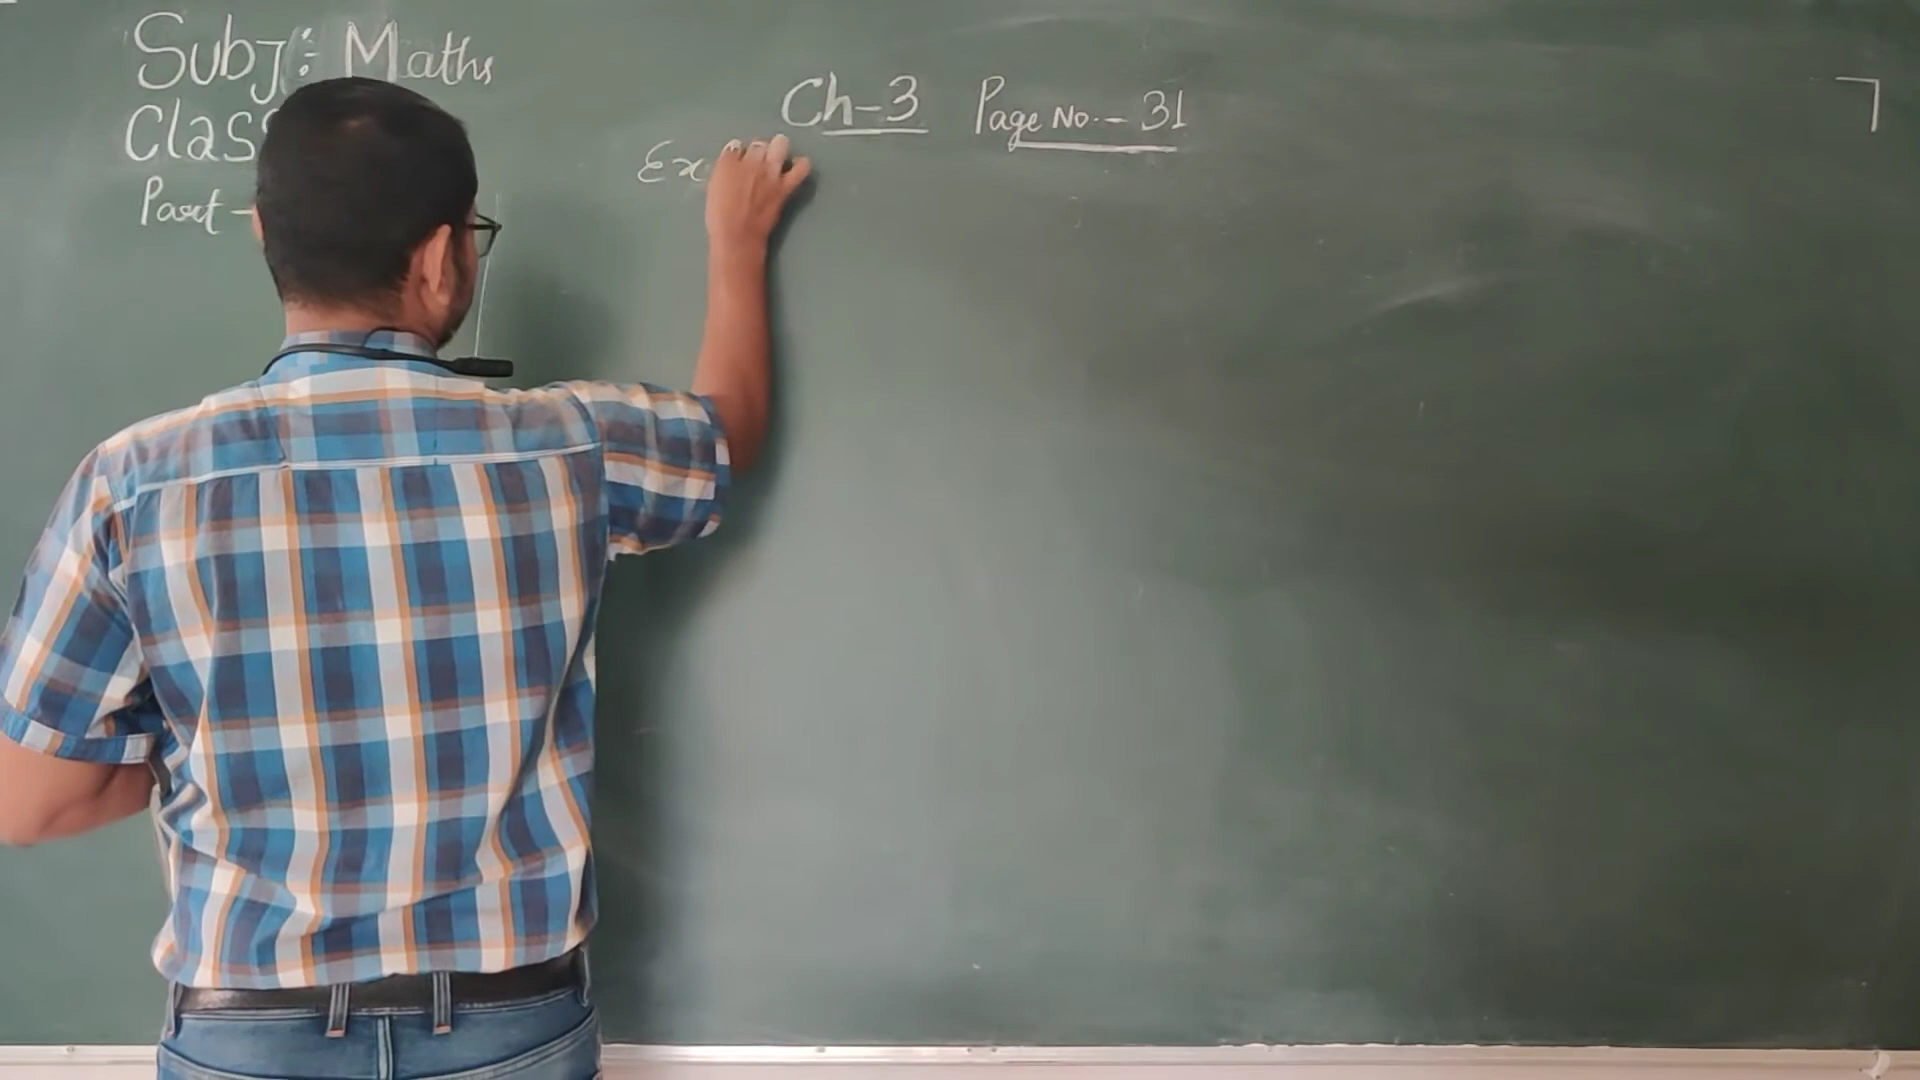 Subj: Maths
Class
Part -
Ch-3 Page No.- 31
Ex